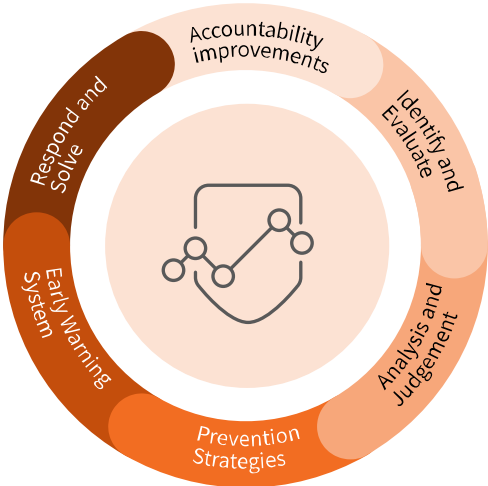 Accountability
improvements
Identify and
Evaluate
Analysis and
Judgement
Prevention
Strategies
Early Warning
System
Respond and
Solve